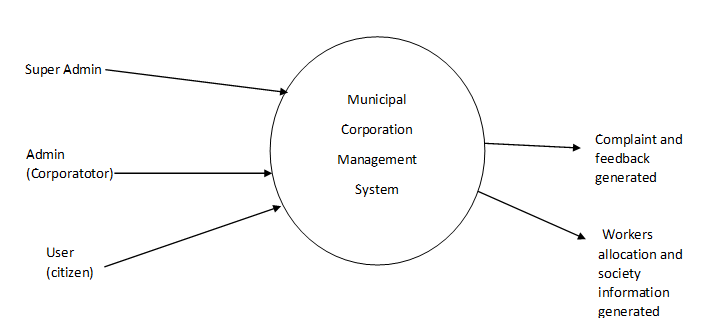 Super Admin
Admin
(Corporatotor)
User
(citizen)
Municipal
Corporation
Management
System
Complaint and
feedback
generated
Workers
allocation and
society
information
generated